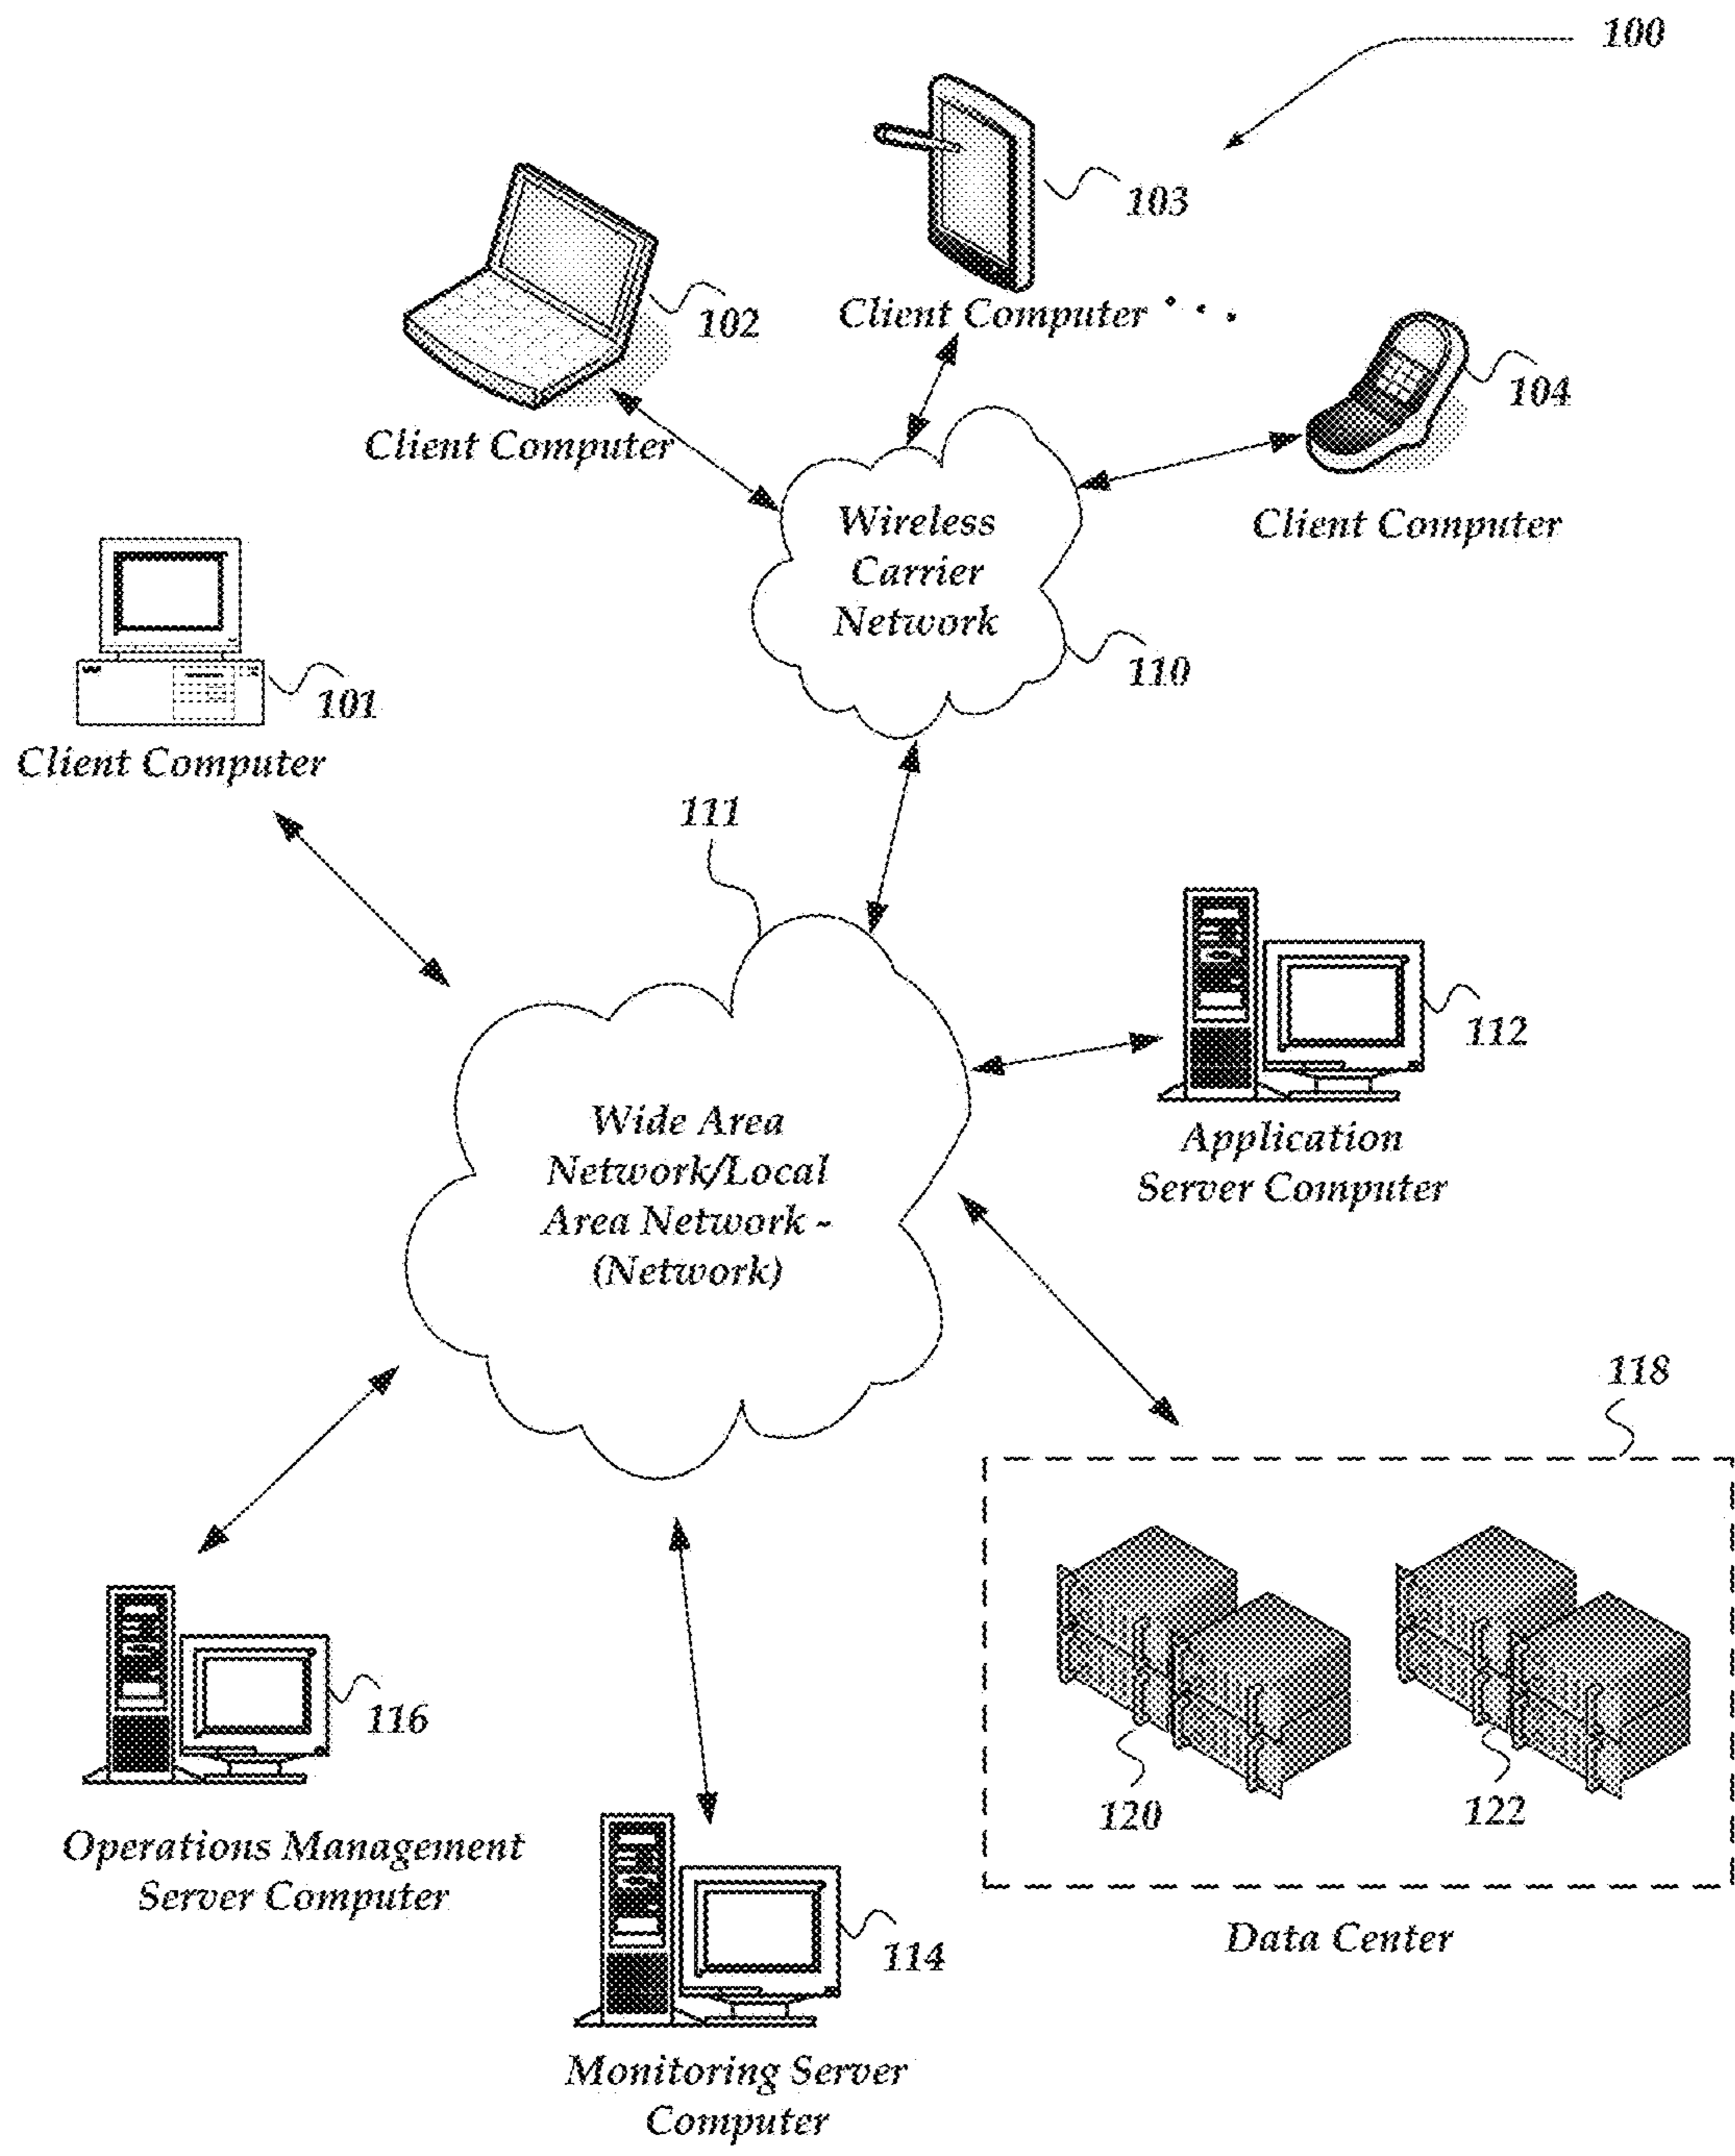 100
103
102
Client Computer
104
Client Computer
Client Computer
Wireless
Carrier
Network
110
101
Client Computer
111
112
Wide Area
Network/Local
Area Network -
(Network)
Application
Server Computer
118
116
120
122
Operations Management
Server Computer
Data Center
114
Monitoring Server
Computer